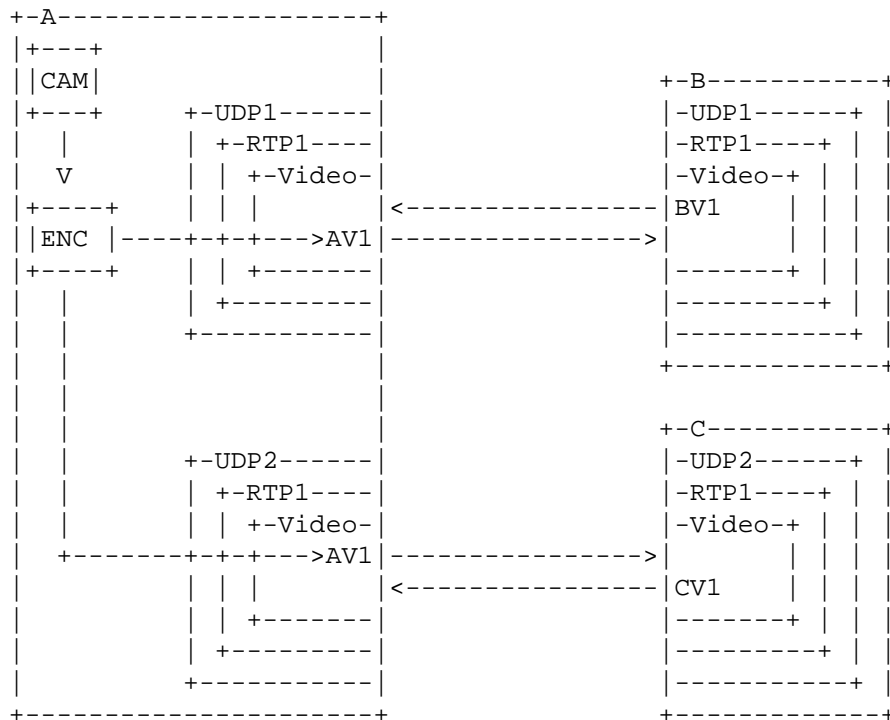 +-A----------------------+
|+---+                   |
||CAM|                   |                 +-B-----------+
|+---+     +-UDP1------|                 |-UDP1------+ |
|  |       | +-RTP1----|                 |-RTP1----+ | |
|  V       | | +-Video-|                 |-Video-+ | | |
|+----+    | | |       |<----------------|BV1    | | | |
||ENC |----+-+-+--->AV1|---------------->|       | | | |
|+----+    | | +-------|                 |-------+ | | |
|  |       | +---------|                 |---------+ | |
|  |       +-----------|                 |-----------+ |
|  |                   |                 +-------------+
|  |                   |
|  |                   |                 +-C-----------+
|  |       +-UDP2------|                 |-UDP2------+ |
|  |       | +-RTP1----|                 |-RTP1----+ | |
|  |       | | +-Video-|                 |-Video-+ | | |
|  +-------+-+-+--->AV1|---------------->|       | | | |
|          | | |       |<----------------|CV1    | | | |
|          | | +-------|                 |-------+ | | |
|          | +---------|                 |---------+ | |
|          +-----------|                 |-----------+ |
+----------------------+                 +-------------+